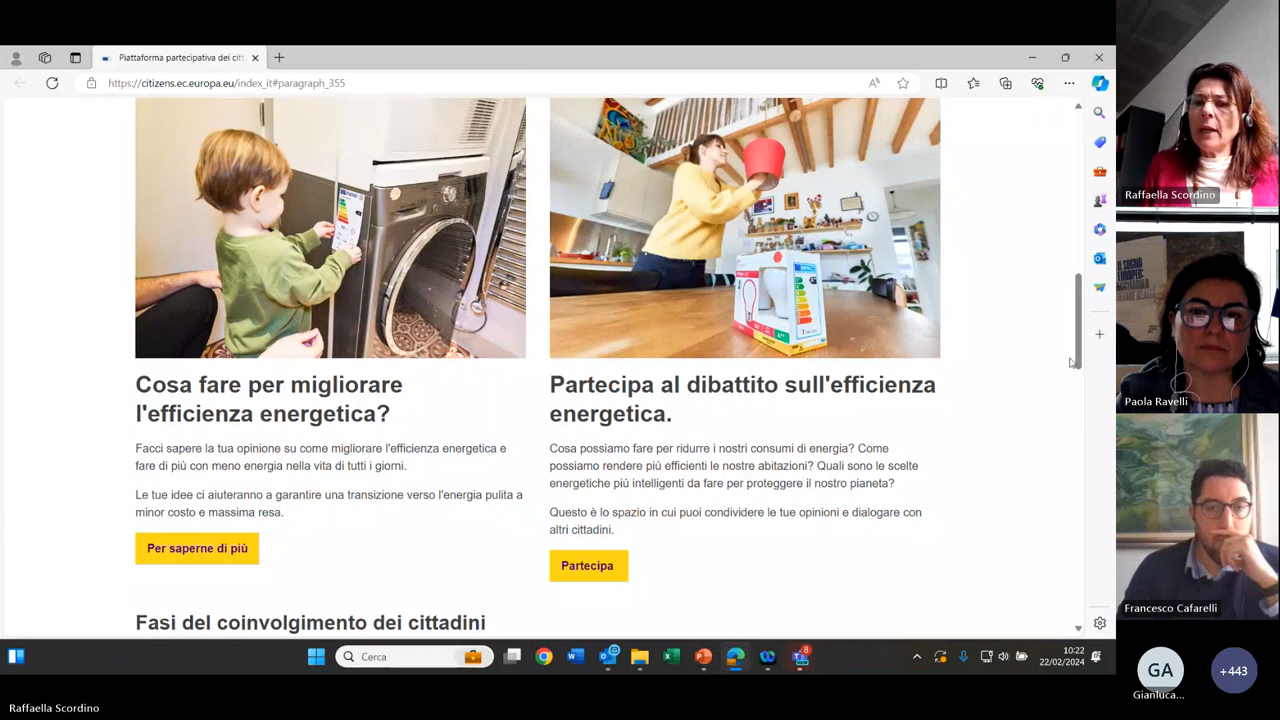 Piattaforma partecipativa dei citt
https://citizens.ec.europa.eu/index_it#paragraph_355
Cosa fare per migliorare
l'efficienza energetica?
Facci sapere la tua opinione su come migliorare l'efficienza energetica e
fare di più con meno energia nella vita di tutti i giorni.
Le tue idee ci aiuteranno a garantire una transizione verso l'energia pulita a
minor costo e massima resa.
Per saperne di più
Partecipa al dibattito sull'efficienza
energetica.
Cosa possiamo fare per ridurre i nostri consumi di energia? Come
possiamo rendere più efficienti le nostre abitazioni? Quali sono le scelte
energetiche più intelligenti da fare per proteggere il nostro pianeta?
Questo è lo spazio in cui puoi condividere le tue opinioni e dialogare con
altri cittadini.
Partecipa
Fasi del coinvolgimento dei cittadini
Cerca
8
10:22
22/02/2024
Raffaella Scordino
Raffaella Scordino
IL SOGNO
EUROPEO:
Paola Ravelli
Francesco Cafarelli
GA
Gianluca...
+443